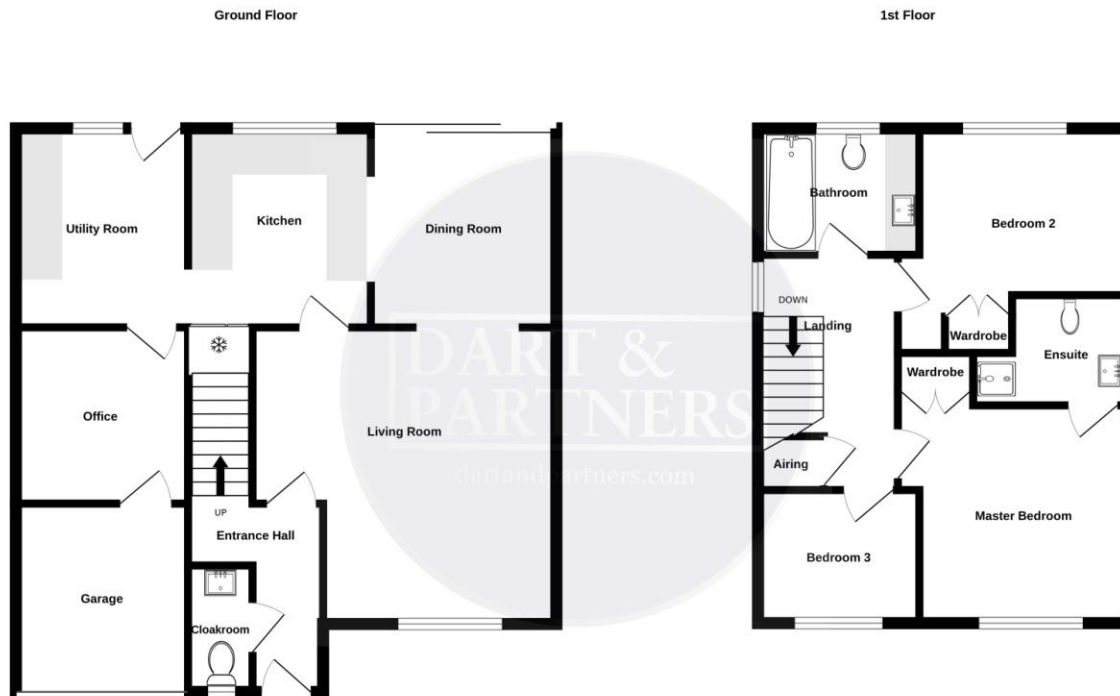 Ground Floor
1st Floor
Utility Room
Kitchen
Dining Room
Office
Living Room
UP
Entrance Hall
Garage
Cloakroom
Bathroom
Bedroom 2
DOWN
Landing
Wardrobe
Ensuite
Wardrobe
Airing
Master Bedroom
Bedroom 3
DART &
PARTNERS
dartandpartners.com